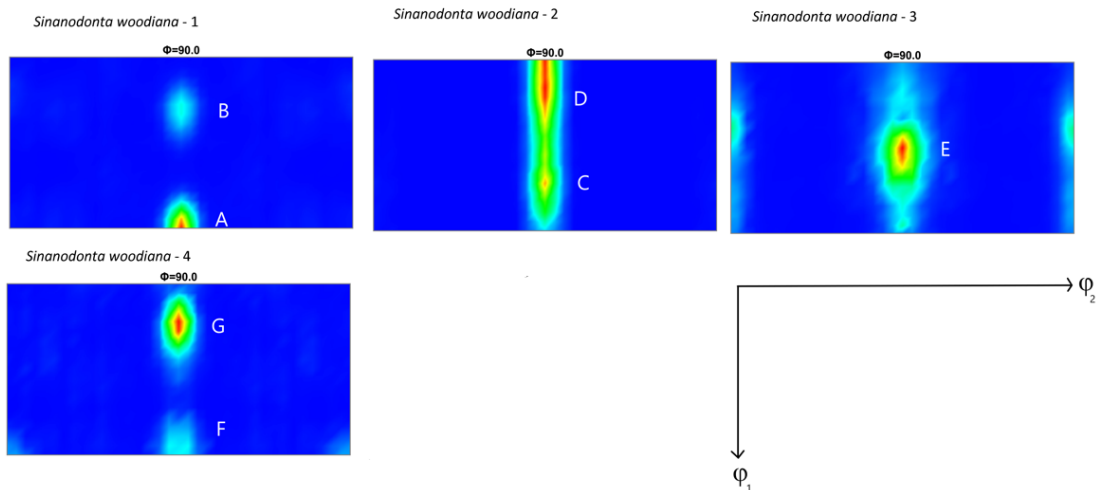 Sinanodonta woodiana - 1
Φ=90.0
B
A
Sinanodonta woodiana - 2
Φ=90.0
D
C
Sinanodonta woodiana - 3
Φ=90.0
E
Sinanodonta woodiana - 4
Φ=90.0
G
F
φ₂
φ₁